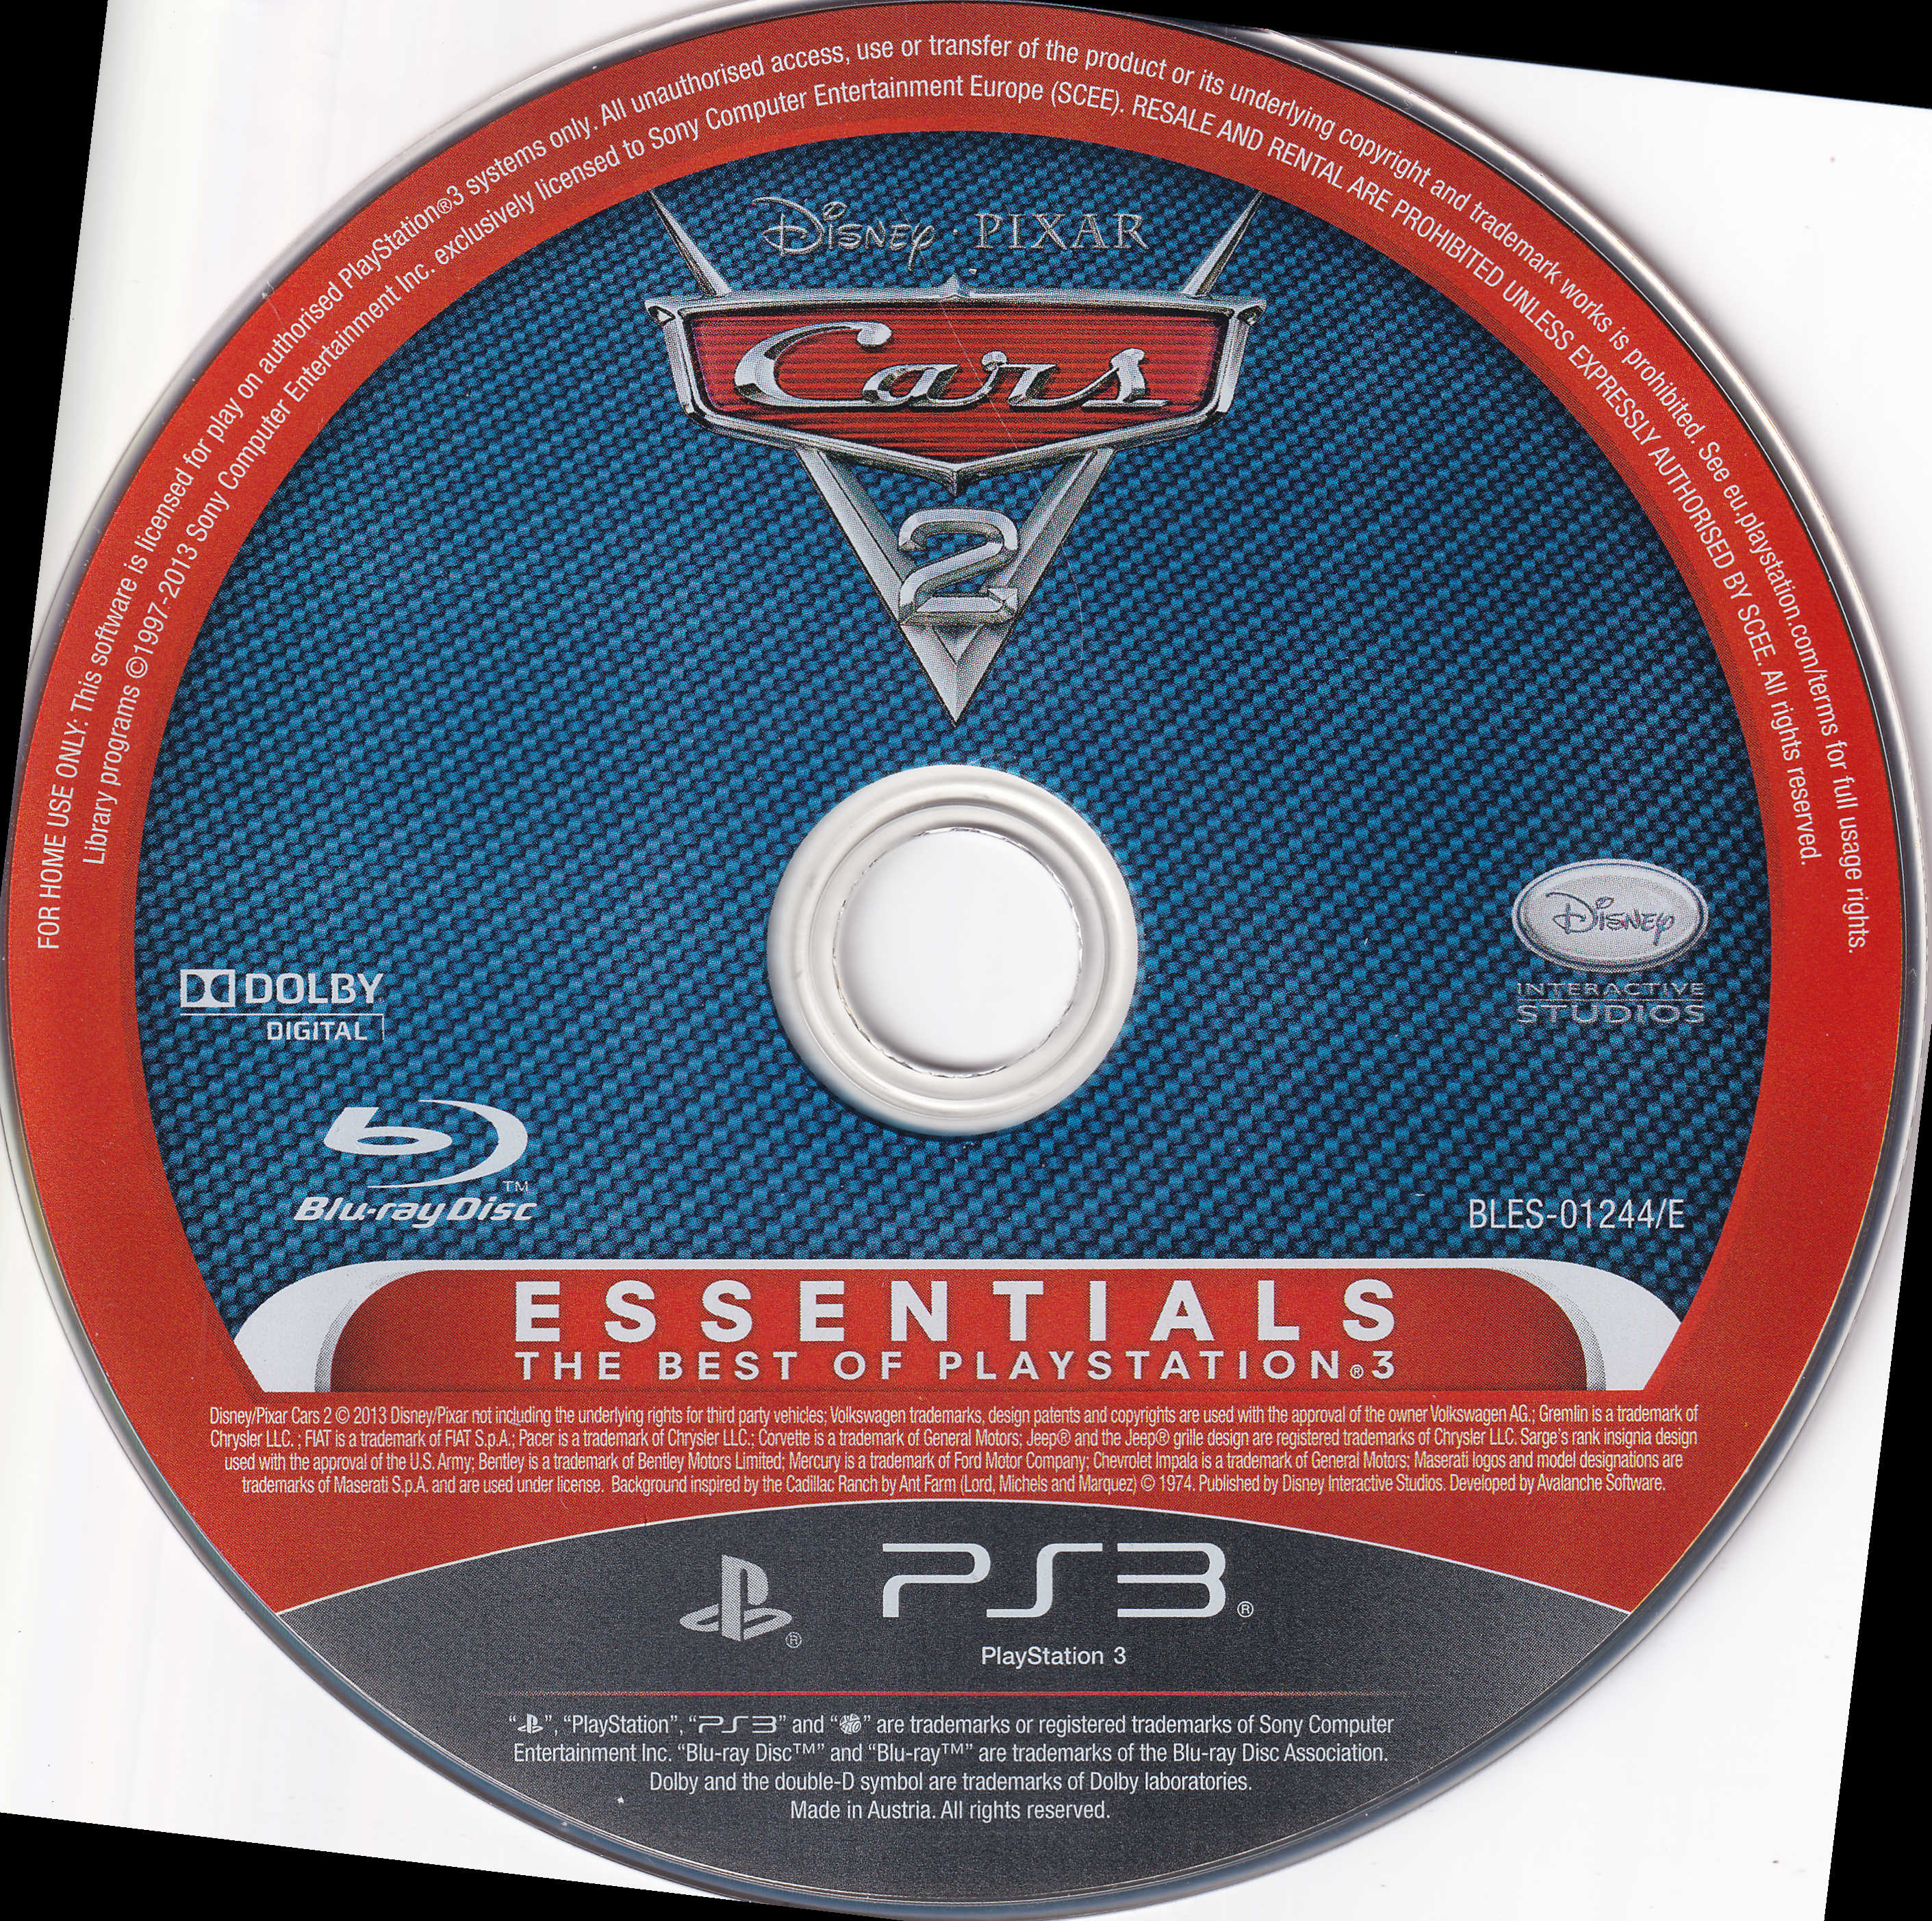 FOR HOME USE ONLY: This software is licensed for play on authorised PlayStation®3 systems only. All unauthorised access, use or transfer of the product or its underlying copyright and trademark works is prohibited. See eu.playstation.com/terms for full usage rights.
Library programs ©1997-2013 Sony Computer Entertainment Inc. exclusively licensed to Sony Computer Entertainment Europe (SCEE). RESALE AND RENTAL ARE PROHIBITED UNLESS EXPRESSLY AUTHORISED BY SCEE. All rights reserved.
Disney · PIXAR
Cars
2
Disney
INTERACTIVE
STUDIOS
DOLBY
DIGITAL
Blu-ray Disc™
BLES-01244/E
ESSENTIALS
THE BEST OF PLAYSTATION®3
Disney/Pixar Cars 2 © 2013 Disney/Pixar not including the underlying rights for third party vehicles; Volkswagen trademarks, design patents and copyrights are used with the approval of the owner Volkswagen AG.; Gremlin is a trademark of
Chrysler LLC. ; FIAT is a trademark of FIAT S.p.A.; Pacer is a trademark of Chrysler LLC.; Corvette is a trademark of General Motors; Jeep® and the Jeep® grille design are registered trademarks of Chrysler LLC. Sarge's rank insignia design
used with the approval of the U.S. Army; Bentley is a trademark of Bentley Motors Limited; Mercury is a trademark of Ford Motor Company; Chevrolet Impala is a trademark of General Motors; Maserati logos and model designations are
trademarks of Maserati S.p.A. and are used under license. Background inspired by the Cadillac Ranch by Ant Farm (Lord, Michels and Marquez) © 1974. Published by Disney Interactive Studios. Developed by Avalanche Software.
PS3®
PlayStation 3
“ ”, “PlayStation”, “PS3” and “ ” are trademarks or registered trademarks of Sony Computer
Entertainment Inc. “Blu-ray Disc™” and “Blu-ray™” are trademarks of the Blu-ray Disc Association.
Dolby and the double-D symbol are trademarks of Dolby laboratories.
Made in Austria. All rights reserved.